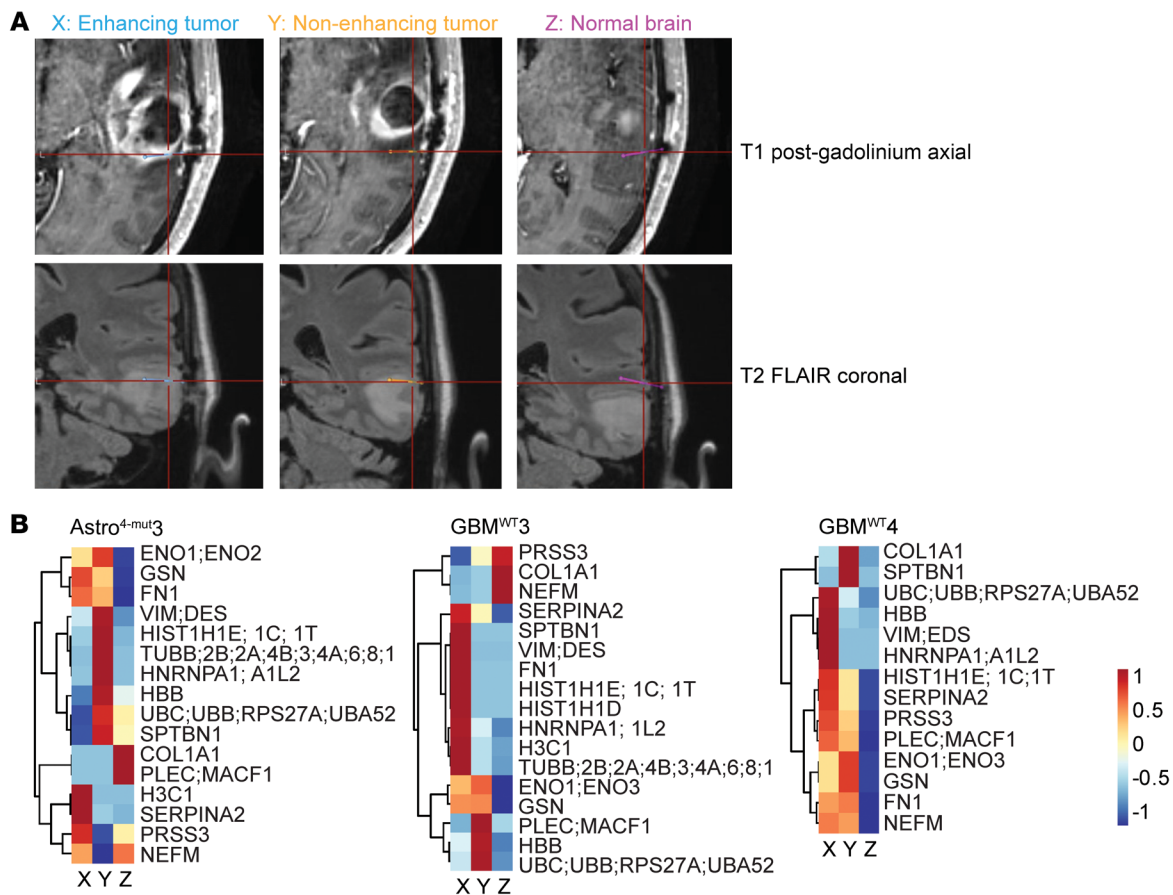 A
X: Enhancing tumor
Y: Non-enhancing tumor
Z: Normal brain
T1 post-gadolinium axial
T2 FLAIR coronal
B
Astro4-mut3
ENO1;ENO2
GSN
FN1
VIM;DES
HIST1H1E; 1C; 1T
TUBB;2B;2A;4B;3;4A;6;8;1
HNRNPA1; A1L2
HBB
UBC;UBB;RPS27A;UBA52
SPTBN1
COL1A1
PLEC;MACF1
H3C1
SERPINA2
PRSS3
NEFM
X Y Z
GBMWT3
PRSS3
COL1A1
NEFM
SERPINA2
SPTBN1
VIM;DES
FN1
HIST1H1E; 1C; 1T
HIST1H1D
HNRNPA1; 1L2
H3C1
TUBB;2B;2A;4B;3;4A;6;8;1
ENO1;ENO3
GSN
PLEC;MACF1
HBB
UBC;UBB;RPS27A;UBA52
X Y Z
GBMWT4
COL1A1
SPTBN1
UBC;UBB;RPS27A;UBA52
HBB
VIM;EDS
HNRNPA1;A1L2
HIST1H1E; 1C;1T
SERPINA2
PRSS3
PLEC;MACF1
ENO1;ENO3
GSN
FN1
NEFM
X Y Z
1
0.5
0
-0.5
-1